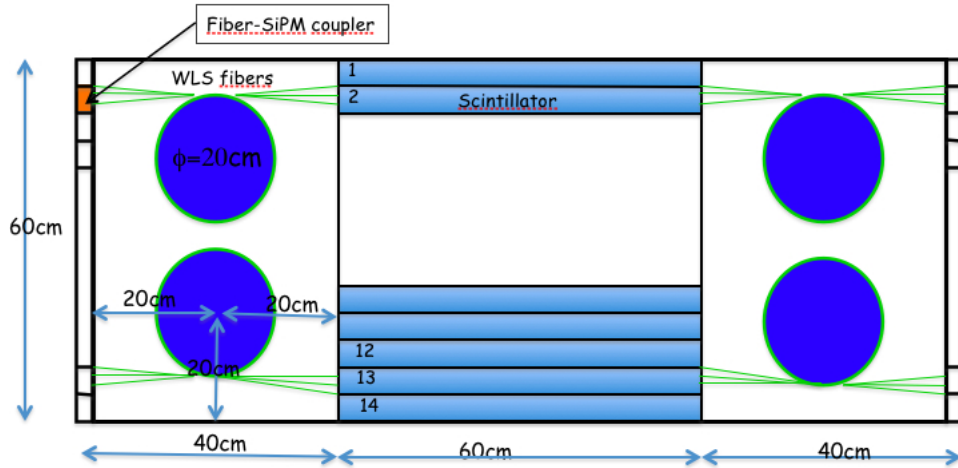 Fiber-SiPM coupler
WLS fibers
1
2
Scintillator
ϕ=20cm
60cm
20cm
20cm
20cm
12
13
14
40cm
60cm
40cm